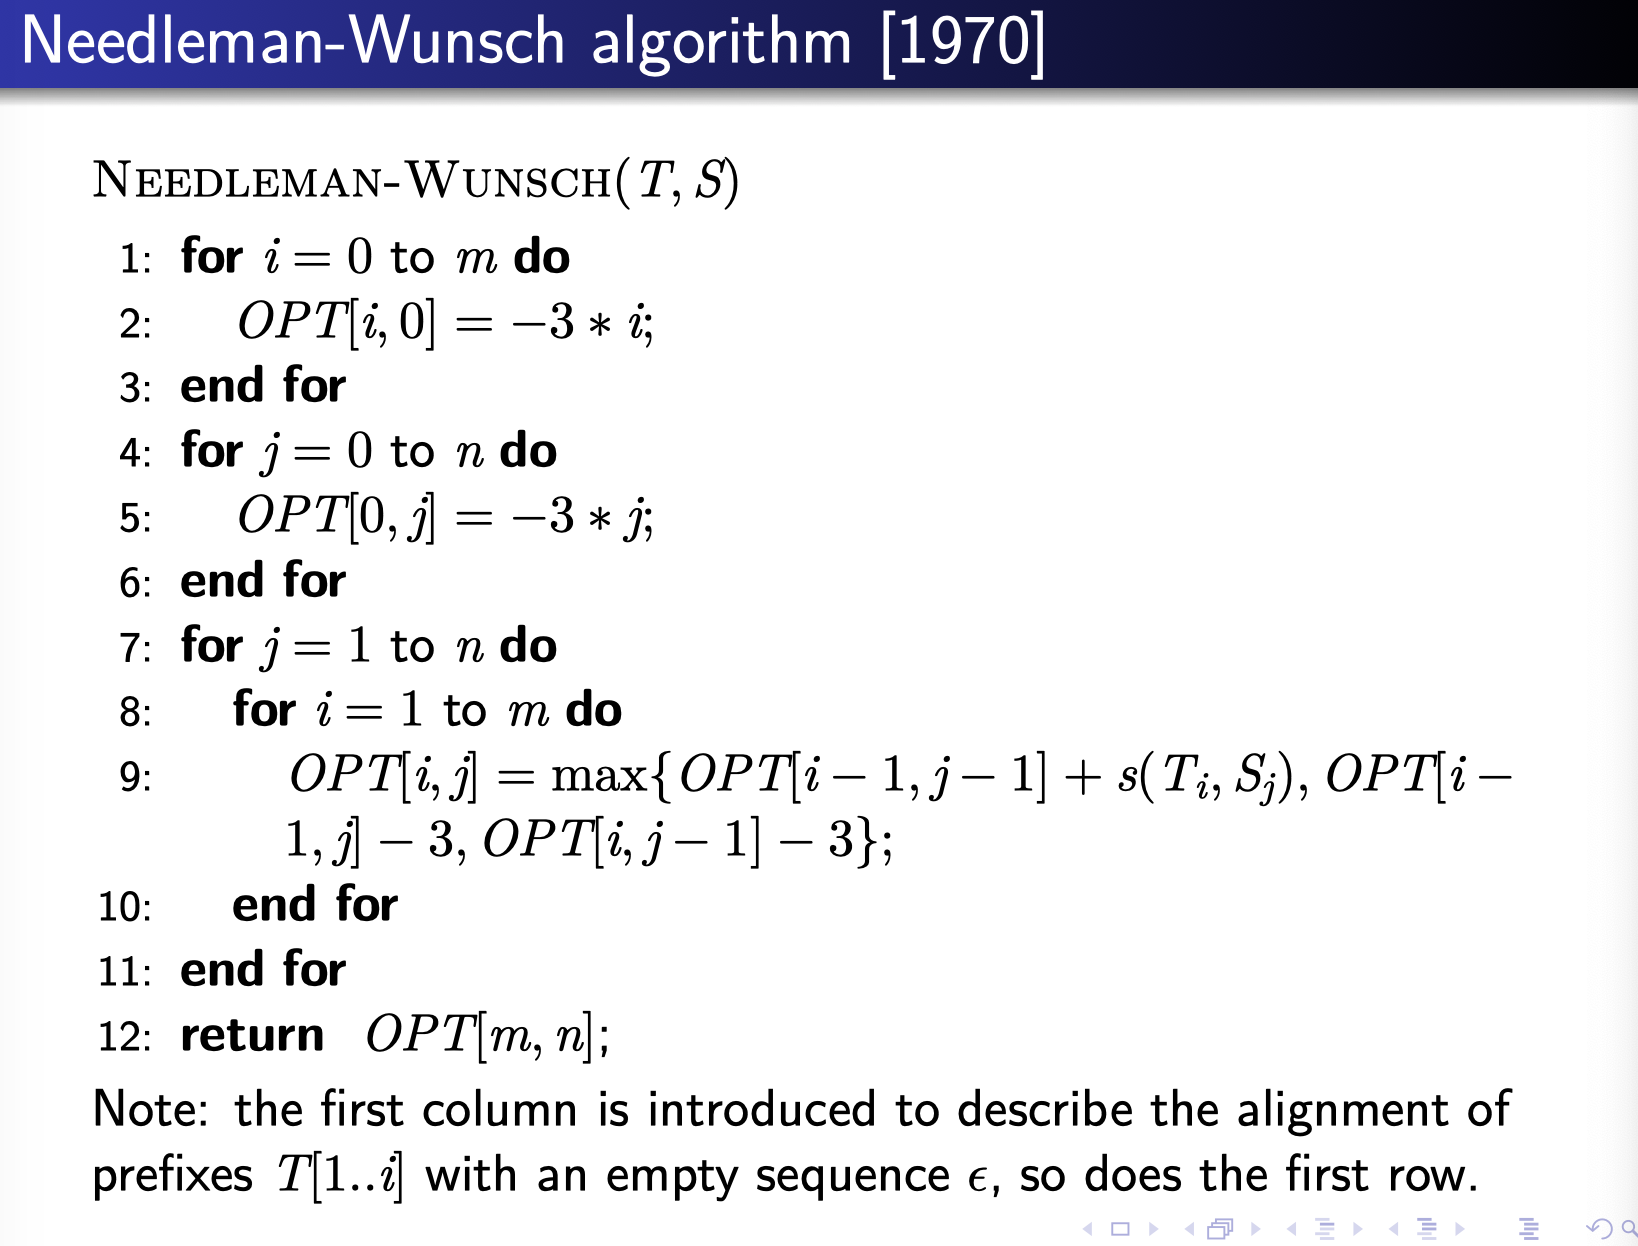 Needleman-Wunsch algorithm [1970]
NEEDLEMAN-WUNSCH(T, S)
1: for i = 0 to m do
2: OPT[i, 0] = −3 ∗ i;
3: end for
4: for j = 0 to n do
5: OPT[0, j] = −3 ∗ j;
6: end for
7: for j = 1 to n do
8: for i = 1 to m do
9: OPT[i, j] = max{OPT[i − 1, j − 1] + s(T_i, S_j), OPT[i −
1, j] − 3, OPT[i, j − 1] − 3};
10: end for
11: end for
12: return OPT[m, n];
Note: the first column is introduced to describe the alignment of
prefixes T[1..i] with an empty sequence ϵ, so does the first row.